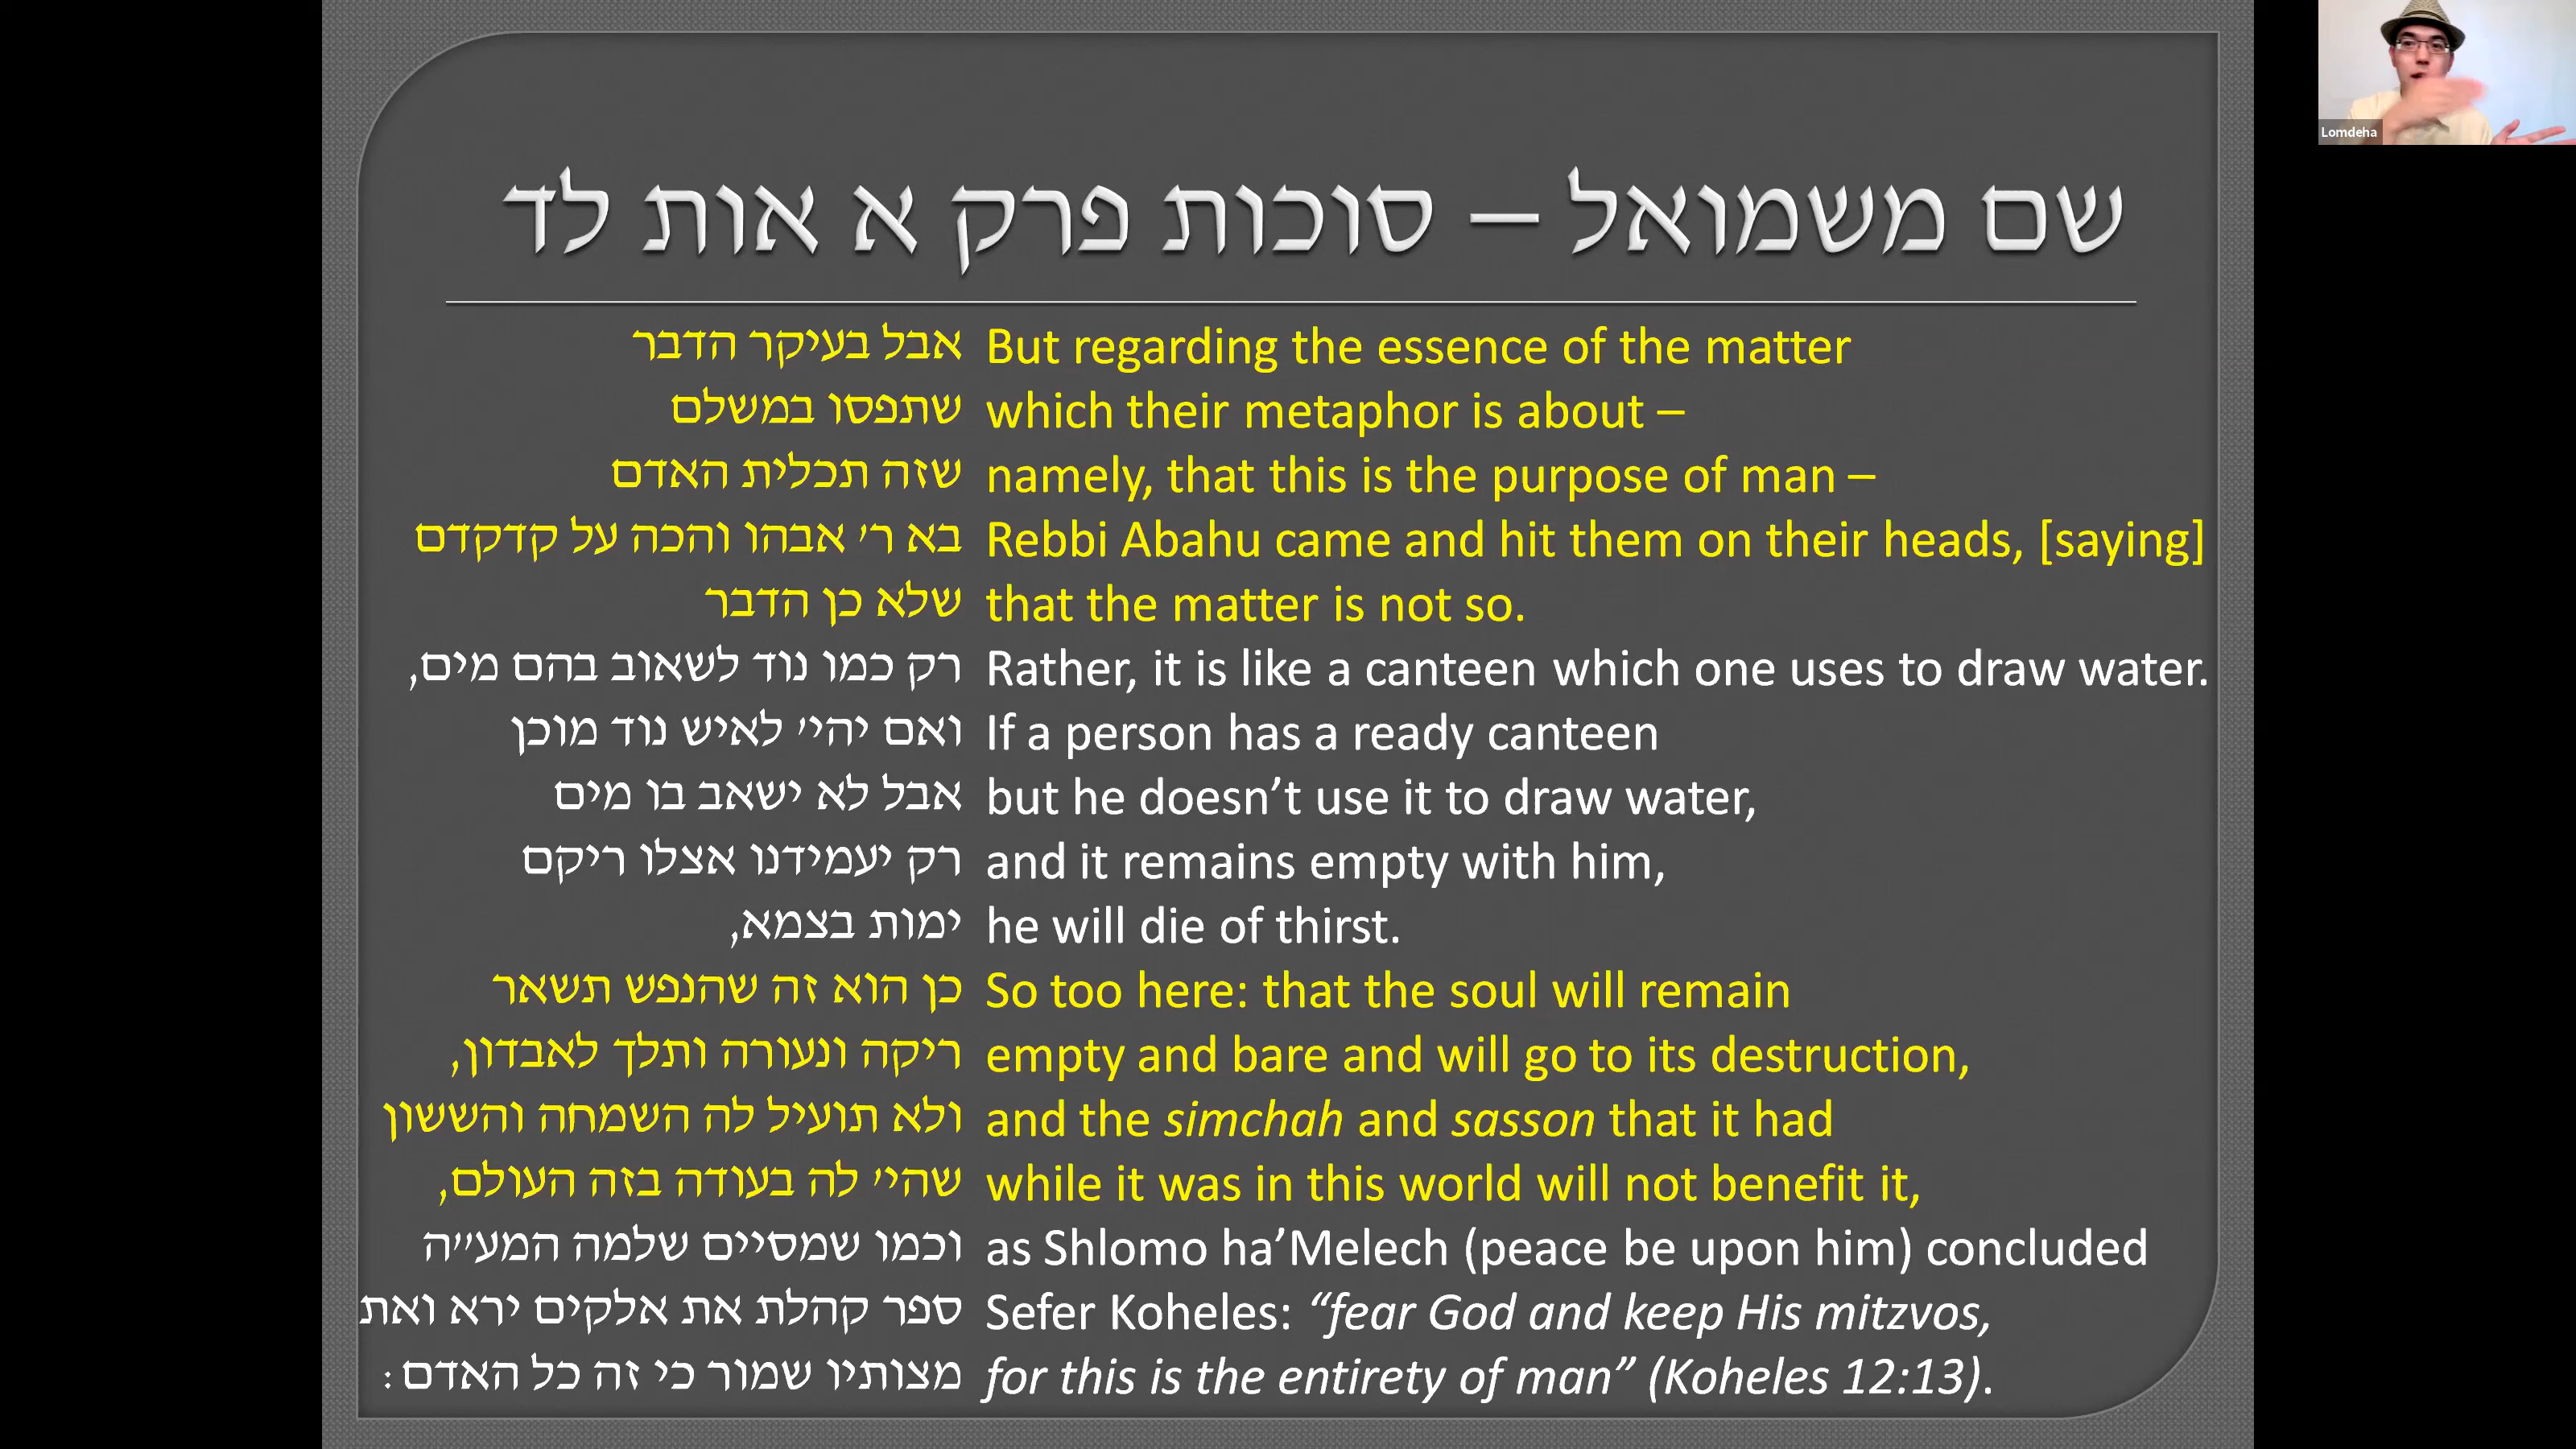 שם משמואל – סוכות פרק א אות לד
אבל בעיקר הדבר But regarding the essence of the matter
שתפסו במשלם which their metaphor is about –
שזה תכלית האדם namely, that this is the purpose of man –
בא ר' אבהו והכה על קדקדם Rebbi Abahu came and hit them on their heads, [saying]
שלא כן הדבר that the matter is not so.
רק כמו נוד לשאוב בהם מים, Rather, it is like a canteen which one uses to draw water.
ואם יהי' לאיש נוד מוכן If a person has a ready canteen
אבל לא ישאב בו מים but he doesn’t use it to draw water,
רק יעמידנו אצלו ריקם and it remains empty with him,
ימות בצמא, he will die of thirst.
כן הוא זה שהנפש תשאר So too here: that the soul will remain
ריקה ונעורה ותלך לאבדון, empty and bare and will go to its destruction,
ולא תועיל לה השמחה והששון and the simchah and sasson that it had
שהי' לה בעודה בזה העולם, while it was in this world will not benefit it,
וכמו שמסיים שלמה המע''ה as Shlomo ha’Melech (peace be upon him) concluded
ספר קהלת את אלקים ירא ואת Sefer Koheles: “fear God and keep His mitzvos,
מצותיו שמור כי זה כל האדם: for this is the entirety of man” (Koheles 12:13).
Lomdeha